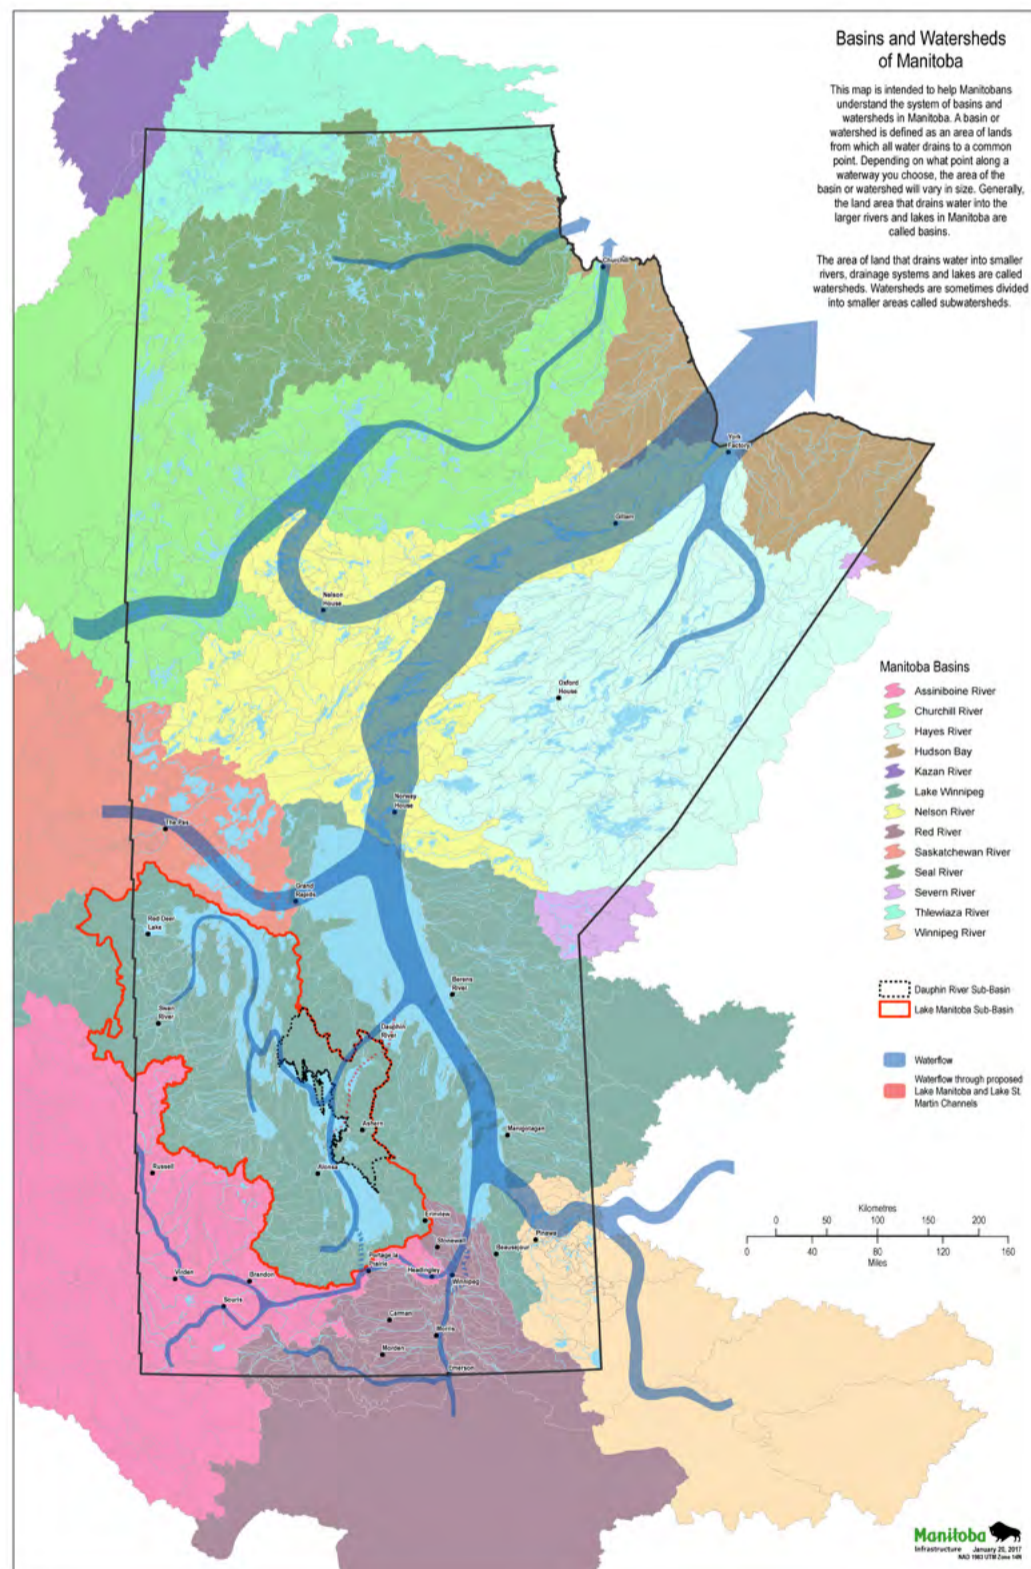 Basins and Watersheds
of Manitoba
This map is intended to help Manitobans
understand the system of basins and
watersheds in Manitoba. A basin or
watershed is defined as an area of lands
from which all water drains to a common
point. Depending on what point along a
waterway you choose, the area of the
basin or watershed will vary in size. Generally,
the land area that drains water into the
larger rivers and lakes in Manitoba are
called basins.
The area of land that drains water into smaller
rivers, drainage systems and lakes are called
watersheds. Watersheds are sometimes divided
into smaller areas called subwatersheds.
Churchill
York
Factory
Gillam
Nelson
House
Oxford
House
Norway
House
The Pas
Grand
Rapids
Red Deer
Lake
Berens
River
Swan
River
Dauphin
River
Ashern
Manigotagan
Alonsa
Russell
Erinview
Stonewall
Pinawa
Beausejour
Portage la
Prairie
Headingley
Winnipeg
Virden
Brandon
Souris
Carman
Morris
Morden
Emerson
Manitoba Basins
Assiniboine River
Churchill River
Hayes River
Hudson Bay
Kazan River
Lake Winnipeg
Nelson River
Red River
Saskatchewan River
Seal River
Severn River
Thlewiaza River
Winnipeg River
Dauphin River Sub-Basin
Lake Manitoba Sub-Basin
Waterflow
Waterflow through proposed
Lake Manitoba and Lake St.
Martin Channels
Kilometres
0 50 100 150 200
0 40 80 120 160
Miles
Manitoba
Infrastructure January 20, 2017
NAD 1983 UTM Zone 14N